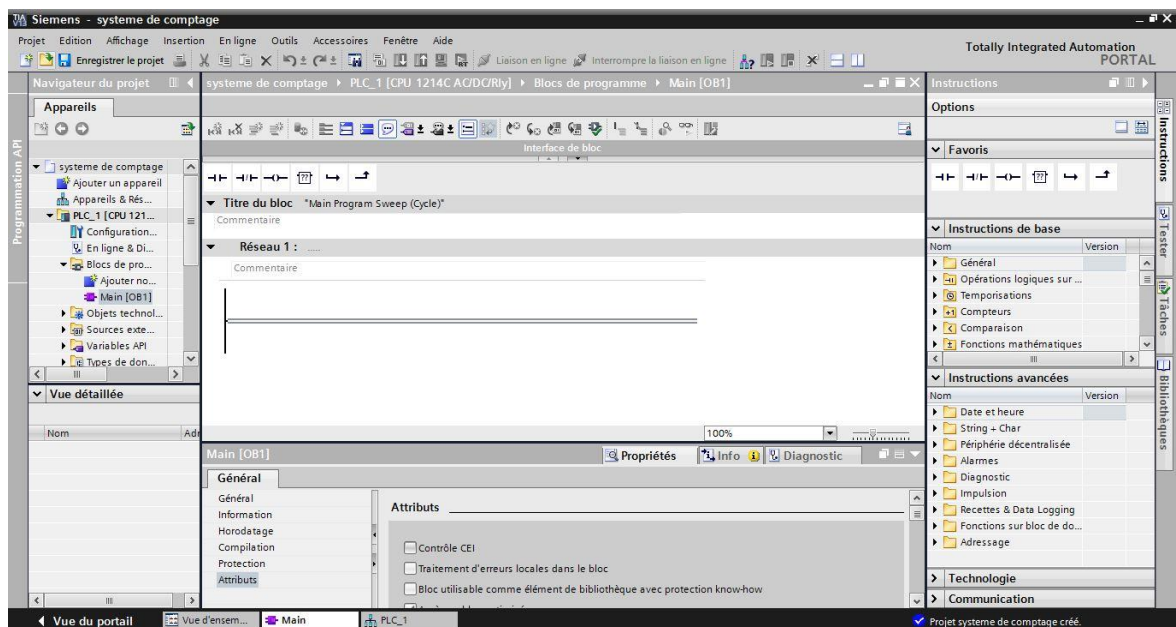 Siemens - systeme de comptage
Projet Edition Affichage Insertion En ligne Outils Accessoires Fenêtre Aide
Totally Integrated Automation
PORTAL
Enregistrer le projet
Liaison en ligne
Interrompre la liaison en ligne
Navigateur du projet
systeme de comptage › PLC_1 [CPU 1214C AC/DC/Rly] › Blocs de programme › Main [OB1]
Instructions
Appareils
Options
Programmation API
Interface de bloc
Favoris
systeme de comptage
Ajouter un appareil
Appareils & Rés...
PLC_1 [CPU 121...
Configuration...
En ligne & Di...
Blocs de pro...
Ajouter no...
Main [OB1]
Objets technol...
Sources exte...
Variables API
Types de don...
Vue détaillée
Nom
Adr
Titre du bloc "Main Program Sweep (Cycle)"
Commentaire
Réseau 1 : .....
Commentaire
100%
Instructions de base
Nom Version
Général
Opérations logiques sur ...
Temporisations
Compteurs
Comparaison
Fonctions mathématiques
Instructions avancées
Nom Version
Date et heure
String + Char
Périphérie décentralisée
Alarmes
Diagnostic
Impulsion
Recettes & Data Logging
Fonctions sur bloc de do...
Adressage
Technologie
Communication
Instructions
Tester
Tâches
Bibliothèques
Main [OB1]
Propriétés
Info
Diagnostic
Général
Général
Information
Horodatage
Compilation
Protection
Attributs
Attributs
Contrôle CEI
Traitement d'erreurs locales dans le bloc
Bloc utilisable comme élément de bibliothèque avec protection know-how
Vue du portail
Vue d'ensem...
Main
PLC_1
Projet systeme de comptage créé.